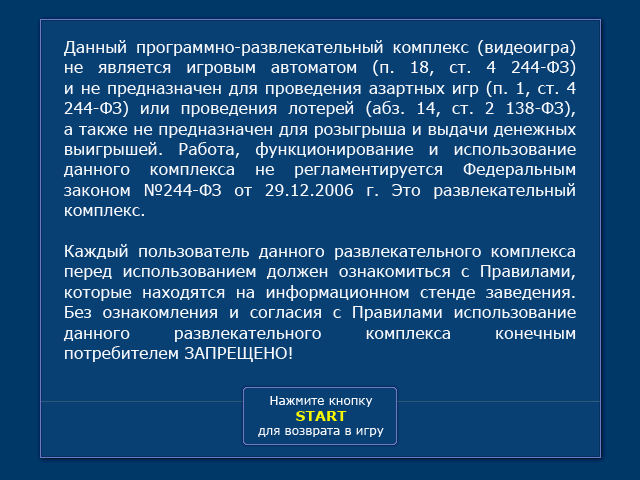 Данный программно-развлекательный комплекс (видеоигра)
не является игровым автоматом (п. 18, ст. 4 244-ФЗ)
и не предназначен для проведения азартных игр (п. 1, ст. 4
244-ФЗ) или проведения лотерей (абз. 14, ст. 2 138-ФЗ),
а также не предназначен для розыгрыша и выдачи денежных
выигрышей. Работа, функционирование и использование
данного комплекса не регламентируется Федеральным
законом №244-ФЗ от 29.12.2006 г. Это развлекательный
комплекс.
Каждый пользователь данного развлекательного комплекса
перед использованием должен ознакомиться с Правилами,
которые находятся на информационном стенде заведения.
Без ознакомления и согласия с Правилами использование
данного развлекательного комплекса конечным
потребителем ЗАПРЕЩЕНО!
Нажмите кнопку
START
для возврата в игру